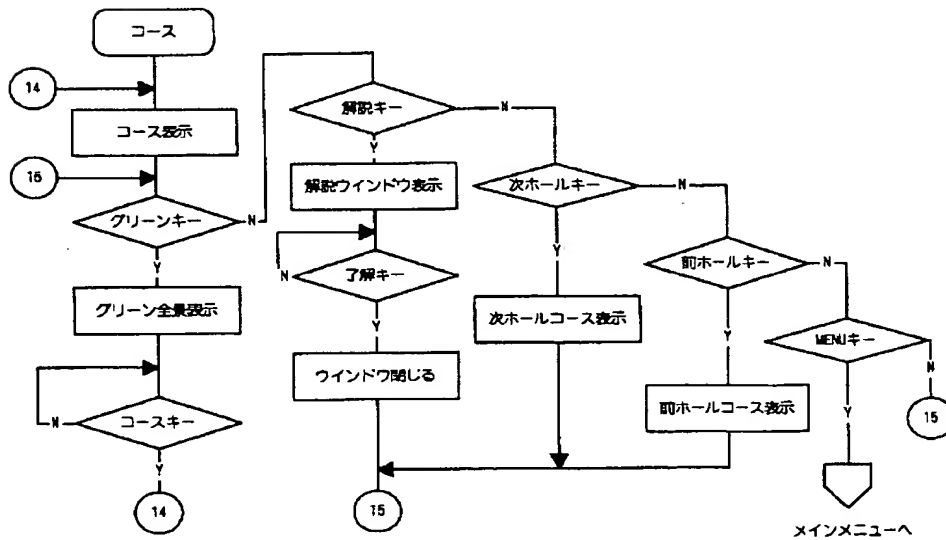 コース
14
コース表示
15
グリーンキー
N
Y
グリーン全景表示
N
コースキー
Y
14
解説キー
N
Y
解説ウインドウ表示
N
了解キー
Y
ウインドウ閉じる
15
次ホールキー
N
Y
次ホールコース表示
前ホールキー
N
Y
前ホールコース表示
MENUキー
N
Y
15
メインメニューへ